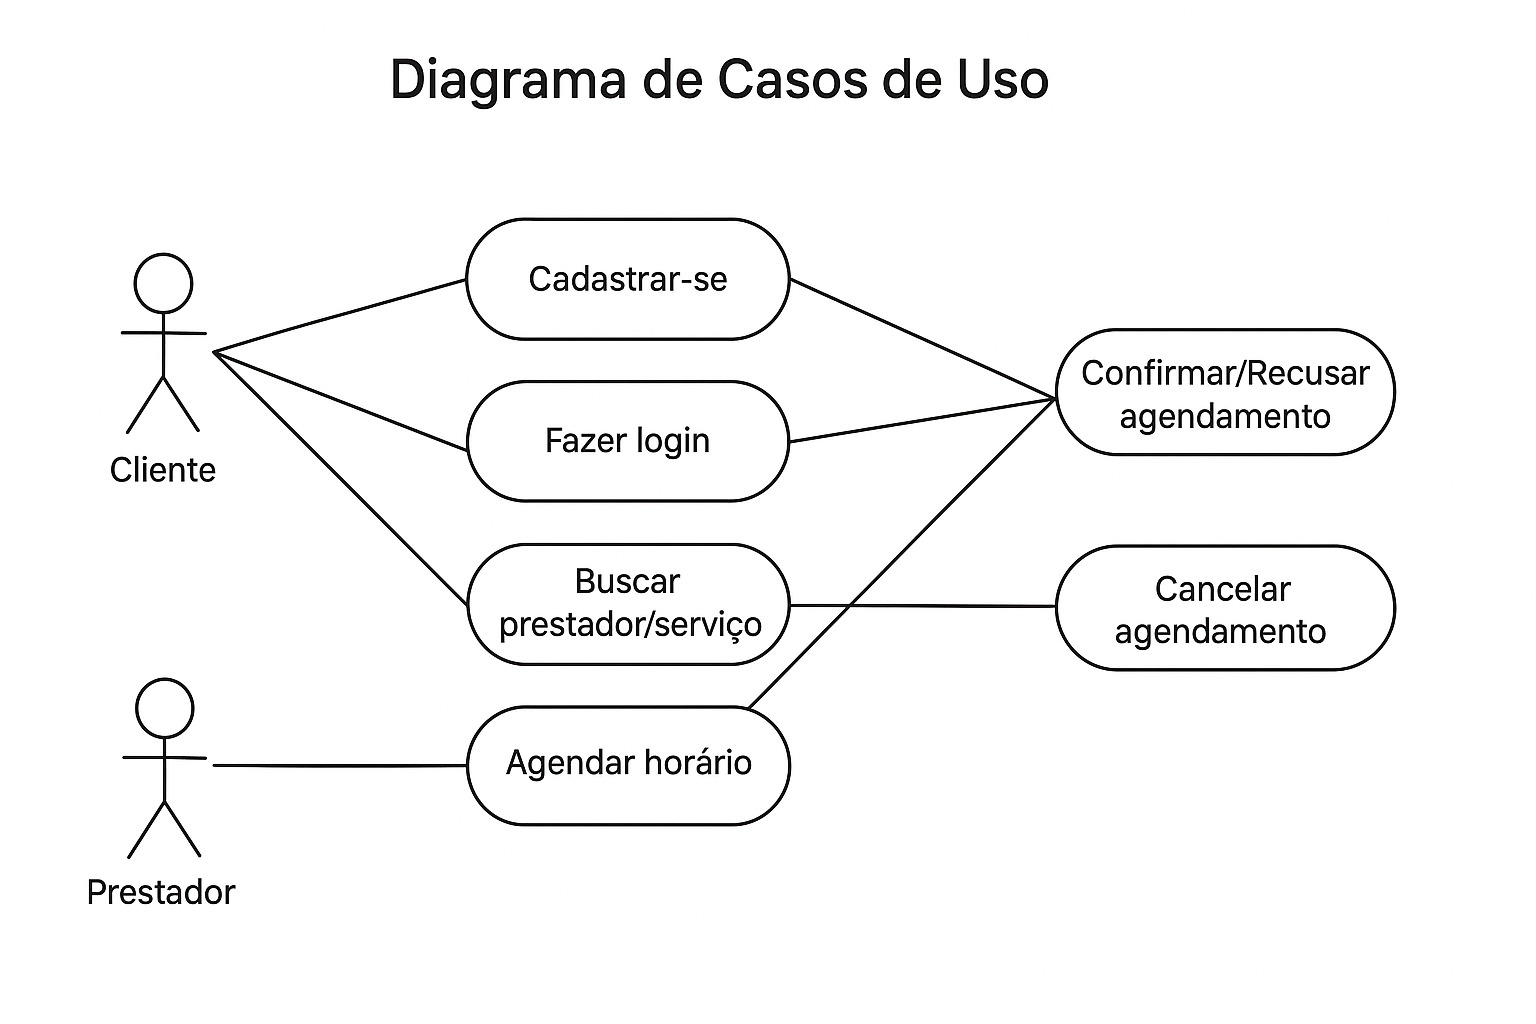 Diagrama de Casos de Uso
Cliente
Cadastrar-se
Fazer login
Buscar
prestador/serviço
Confirmar/Recusar
agendamento
Cancelar
agendamento
Prestador
Agendar horário